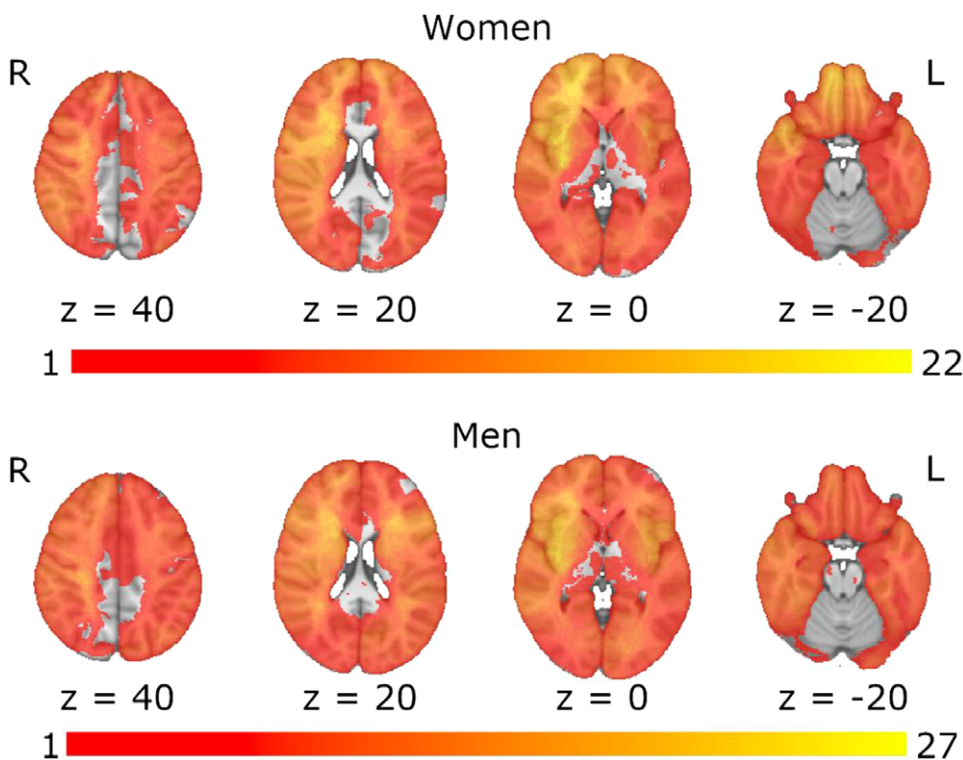 Women
R L
z = 40 z = 20 z = 0 z = -20
1 22
Men
R L
z = 40 z = 20 z = 0 z = -20
1 27